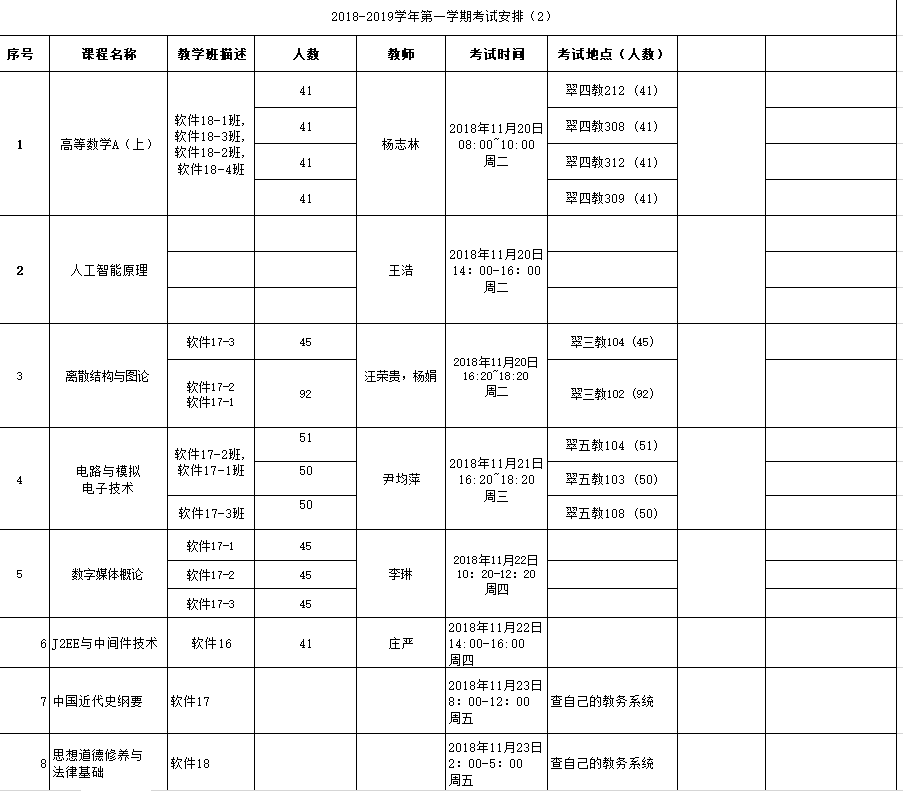 2018-2019学年第一学期考试安排（2）
序号 课程名称 教学班描述 人数 教师 考试时间 考试地点（人数）
1 高等数学A（上）
软件18-1班,
软件18-3班,
软件18-2班,
软件18-4班
41
41
41
41
杨志林
2018年11月20日
08:00~10:00
周二
翠四教212（41）
翠四教308（41）
翠四教312（41）
翠四教309（41）
2 人工智能原理
王浩
2018年11月20日
14：00-16：00
周二
3 离散结构与图论
软件17-3
45
软件17-2
软件17-1
92
汪荣贵，杨娟
2018年11月20日
16:20~18:20
周二
翠三教104（45）
翠三教102（92）
4
电路与模拟
电子技术
软件17-2班,
软件17-1班
软件17-3班
51
50
50
尹均萍
2018年11月21日
16:20~18:20
周三
翠五教104（51）
翠五教103（50）
翠五教108（50）
5 数字媒体概论
软件17-1 45
软件17-2 45
软件17-3 45
李琳
2018年11月22日
10：20-12：20
周四
6 J2EE与中间件技术 软件16 41 庄严
2018年11月22日
14:00-16:00
周四
7 中国近代史纲要 软件17
2018年11月23日
8：00-12：00
周五
查自己的教务系统
8
思想道德修养与
法律基础
软件18
2018年11月23日
2：00-5：00
周五
查自己的教务系统